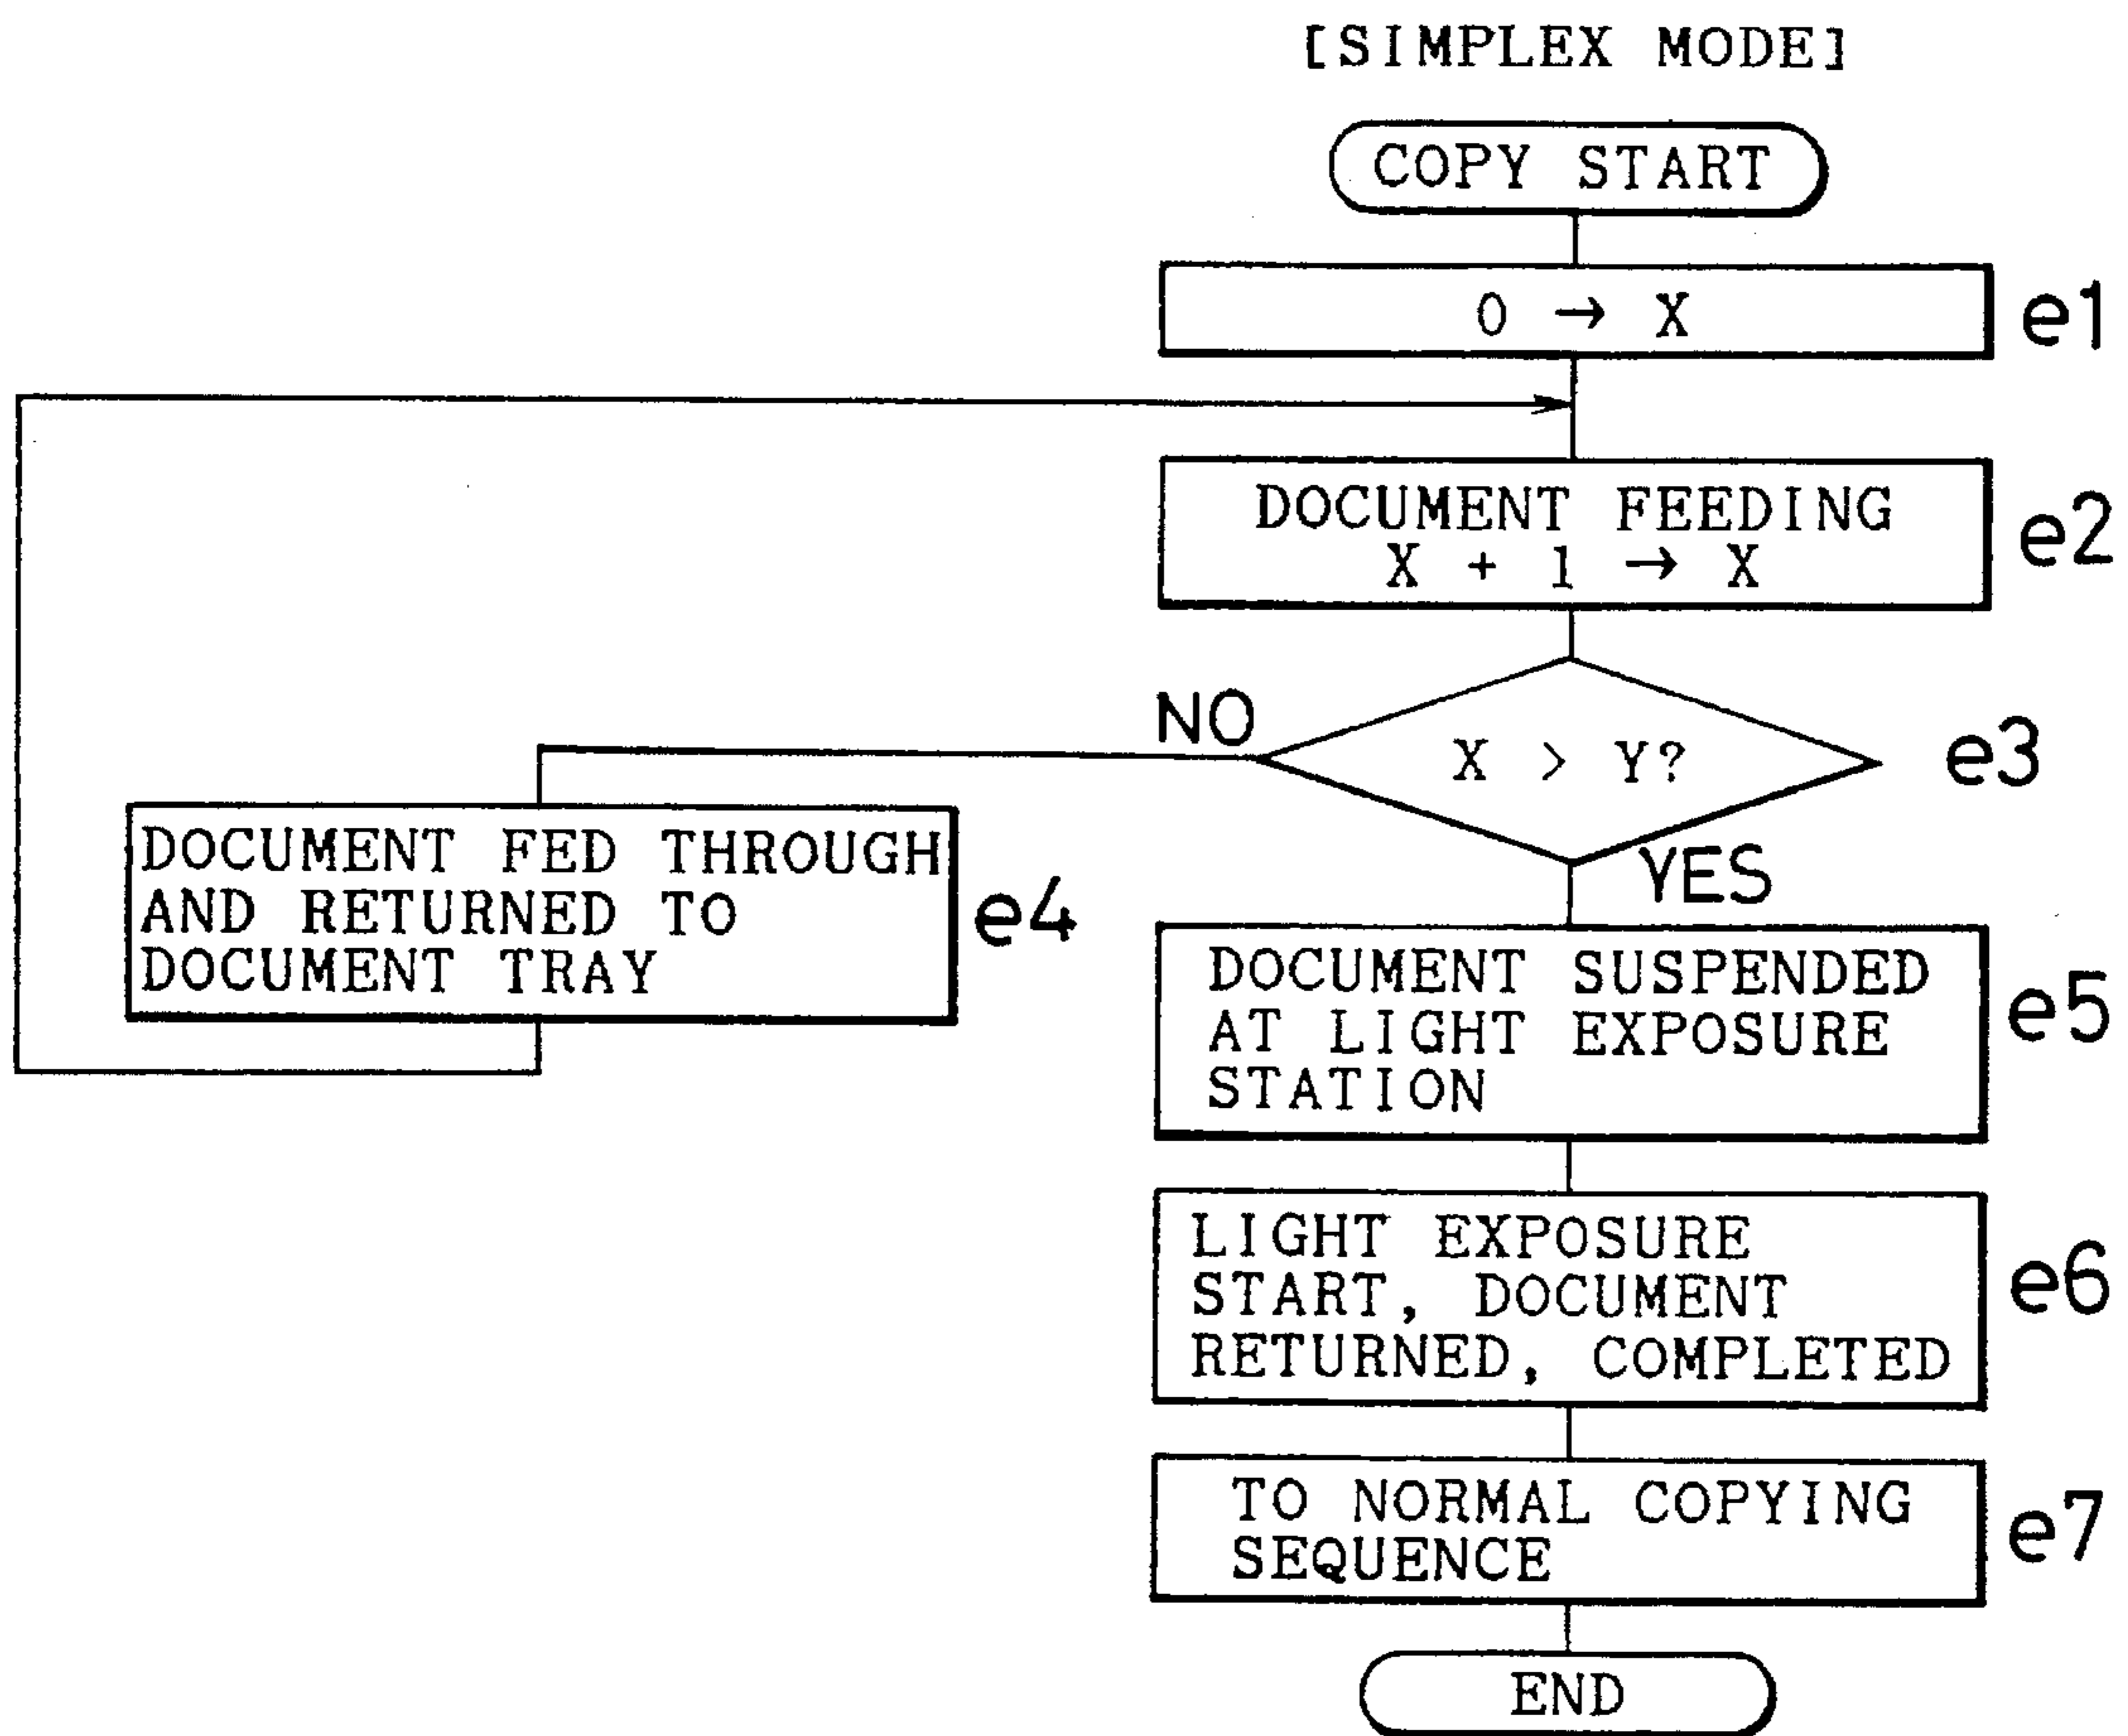 [SIMPLEX MODE]
COPY START
0 → X
e1
DOCUMENT FEEDING
X + 1 → X
e2
NO
X > Y?
e3
YES
DOCUMENT FED THROUGH
AND RETURNED TO
DOCUMENT TRAY
e4
DOCUMENT SUSPENDED
AT LIGHT EXPOSURE
STATION
e5
LIGHT EXPOSURE
START, DOCUMENT
RETURNED, COMPLETED
e6
TO NORMAL COPYING
SEQUENCE
e7
END